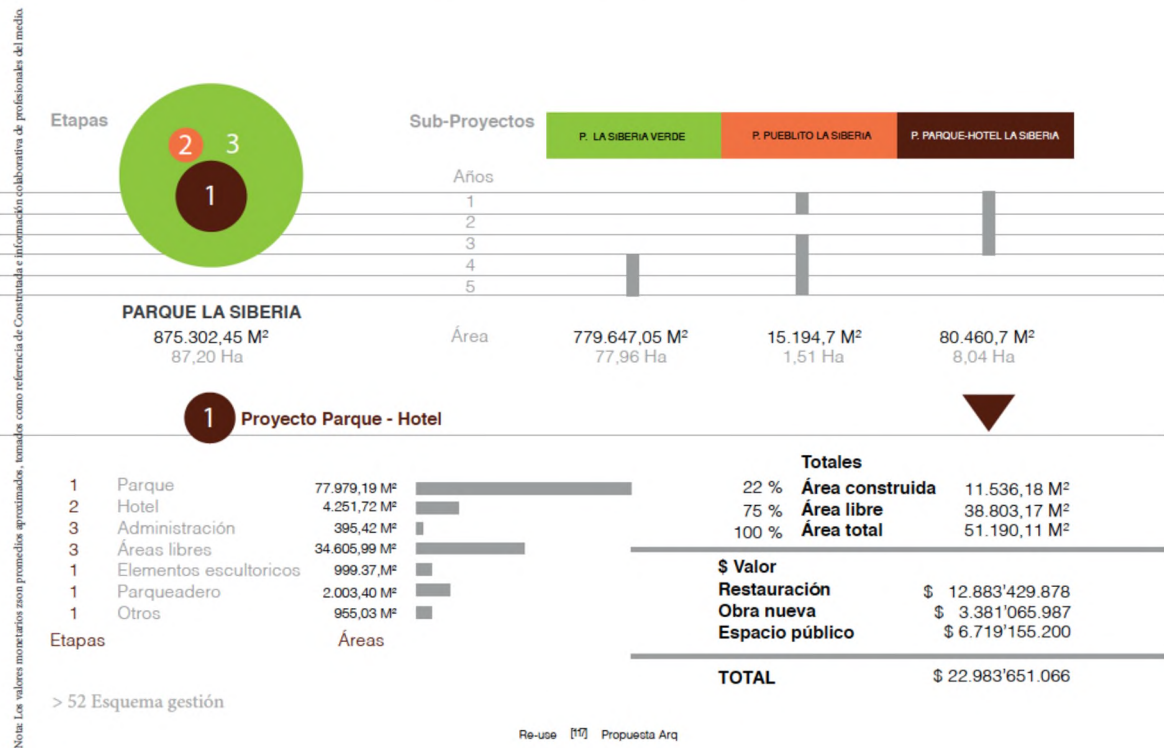 Nota: Los valores monetarios zson promedios aproximados, tomados como referencia de Construtada e información colaborativa de profesionales del medio.
Etapas
2
3
1
Sub-Proyectos
P. LA SIBERIA VERDE
P. PUEBLITO LA SIBERIA
P. PARQUE-HOTEL LA SIBERIA
Años
1
2
3
4
5
PARQUE LA SIBERIA
875.302,45 M²
87,20 Ha
Área
779.647,05 M²
15.194,7 M²
80.460,7 M²
77,96 Ha
1,51 Ha
8,04 Ha
1 Proyecto Parque - Hotel
1 Parque 77.979,19 M²
2 Hotel 4.251,72 M²
3 Administración 395,42 M²
3 Áreas libres 34.605,99 M²
1 Elementos escultoricos 999.37,M²
1 Parqueadero 2.003,40 M²
1 Otros 955,03 M²
Etapas Áreas
Totales
22 % Área construida 11.536,18 M²
75 % Área libre 38.803,17 M²
100 % Área total 51.190,11 M²
$ Valor
Restauración $ 12.883'429.878
Obra nueva $ 3.381'065.987
Espacio público $ 6.719'155.200
TOTAL $ 22.983'651.066
> 52 Esquema gestión
Re-use [117] Propuesta Arq